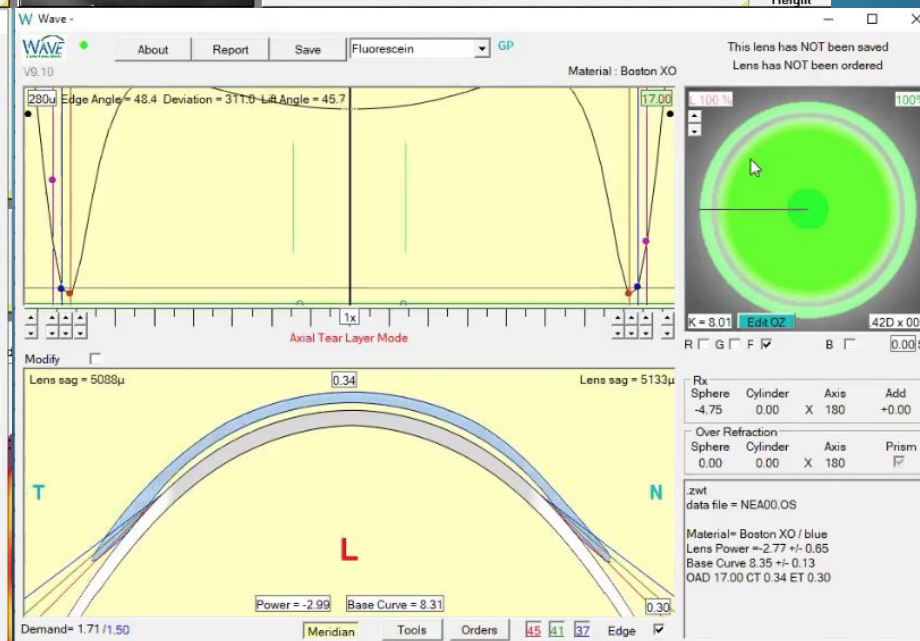 Height
W Wave -
WAVE
About Report Save Fluorescein GP
V9.10
Material : Boston XO
This lens has NOT been saved
Lens has NOT been ordered
280u Edge Angle = 48.4 Deviation = 311.0 Lift Angle = 45.7 17.00
L 100 % 100%
1x
Axial Tear Layer Mode
K = 8.01 Edit OZ 42D x 00
R G F B 0.00
Modify
Lens sag = 5088µ 0.34 Lens sag = 5133µ
T N
L
Power = -2.99 Base Curve = 8.31
0.30
Demand= 1.71 /1.50 Meridian Tools Orders 45 41 37 Edge
Rx
Sphere Cylinder Axis Add
-4.75 0.00 X 180 +0.00
Over Refraction
Sphere Cylinder Axis Prism
0.00 0.00 X 180
.zwt
data file = NEA00.OS
Material= Boston XO / blue
Lens Power =-2.77 +/- 0.65
Base Curve 8.35 +/- 0.13
OAD 17.00 CT 0.34 ET 0.30